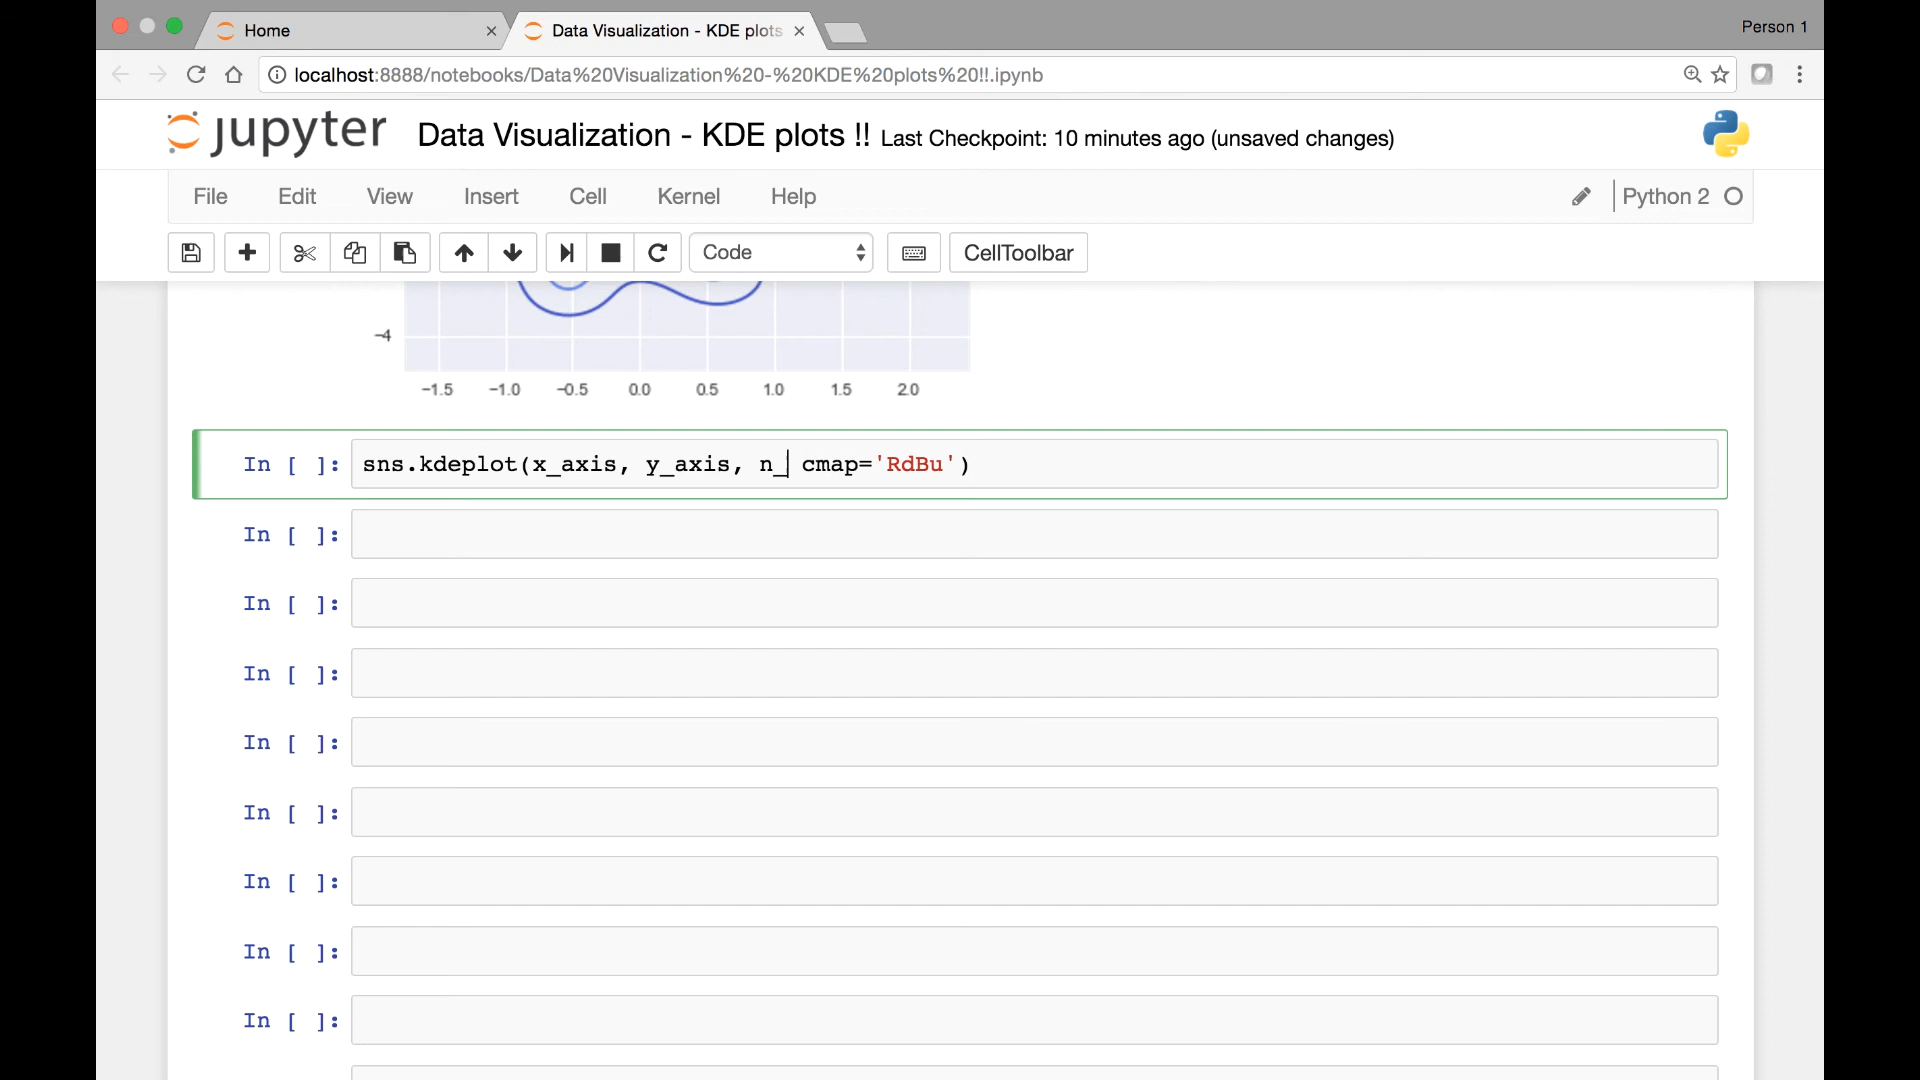 Home
Data Visualization - KDE plots
Person 1
localhost:8888/notebooks/Data%20Visualization%20-%20KDE%20plots%20!!.ipynb
jupyter Data Visualization - KDE plots !! Last Checkpoint: 10 minutes ago (unsaved changes)
File Edit View Insert Cell Kernel Help Python 2
Code CellToolbar
−4
−1.5 −1.0 −0.5 0.0 0.5 1.0 1.5 2.0
In [ ]: sns.kdeplot(x_axis, y_axis, n_ cmap='RdBu')
In [ ]:
In [ ]:
In [ ]:
In [ ]:
In [ ]:
In [ ]:
In [ ]:
In [ ]: